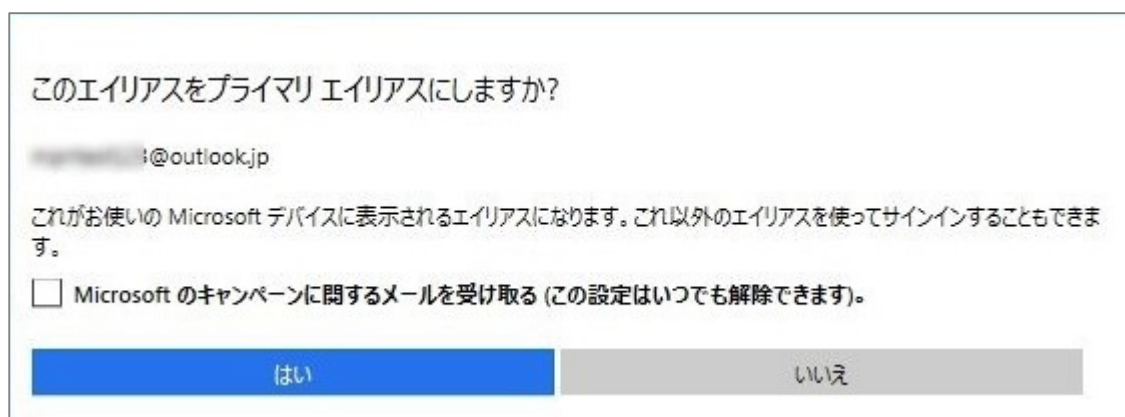 このエイリアスをプライマリ エイリアスにしますか?
@outlook.jp
これがお使いの Microsoft デバイスに表示されるエイリアスになります。これ以外のエイリアスを使ってサインインすることもできま
す。
Microsoft のキャンペーンに関するメールを受け取る (この設定はいつでも解除できます)。
はい
いいえ